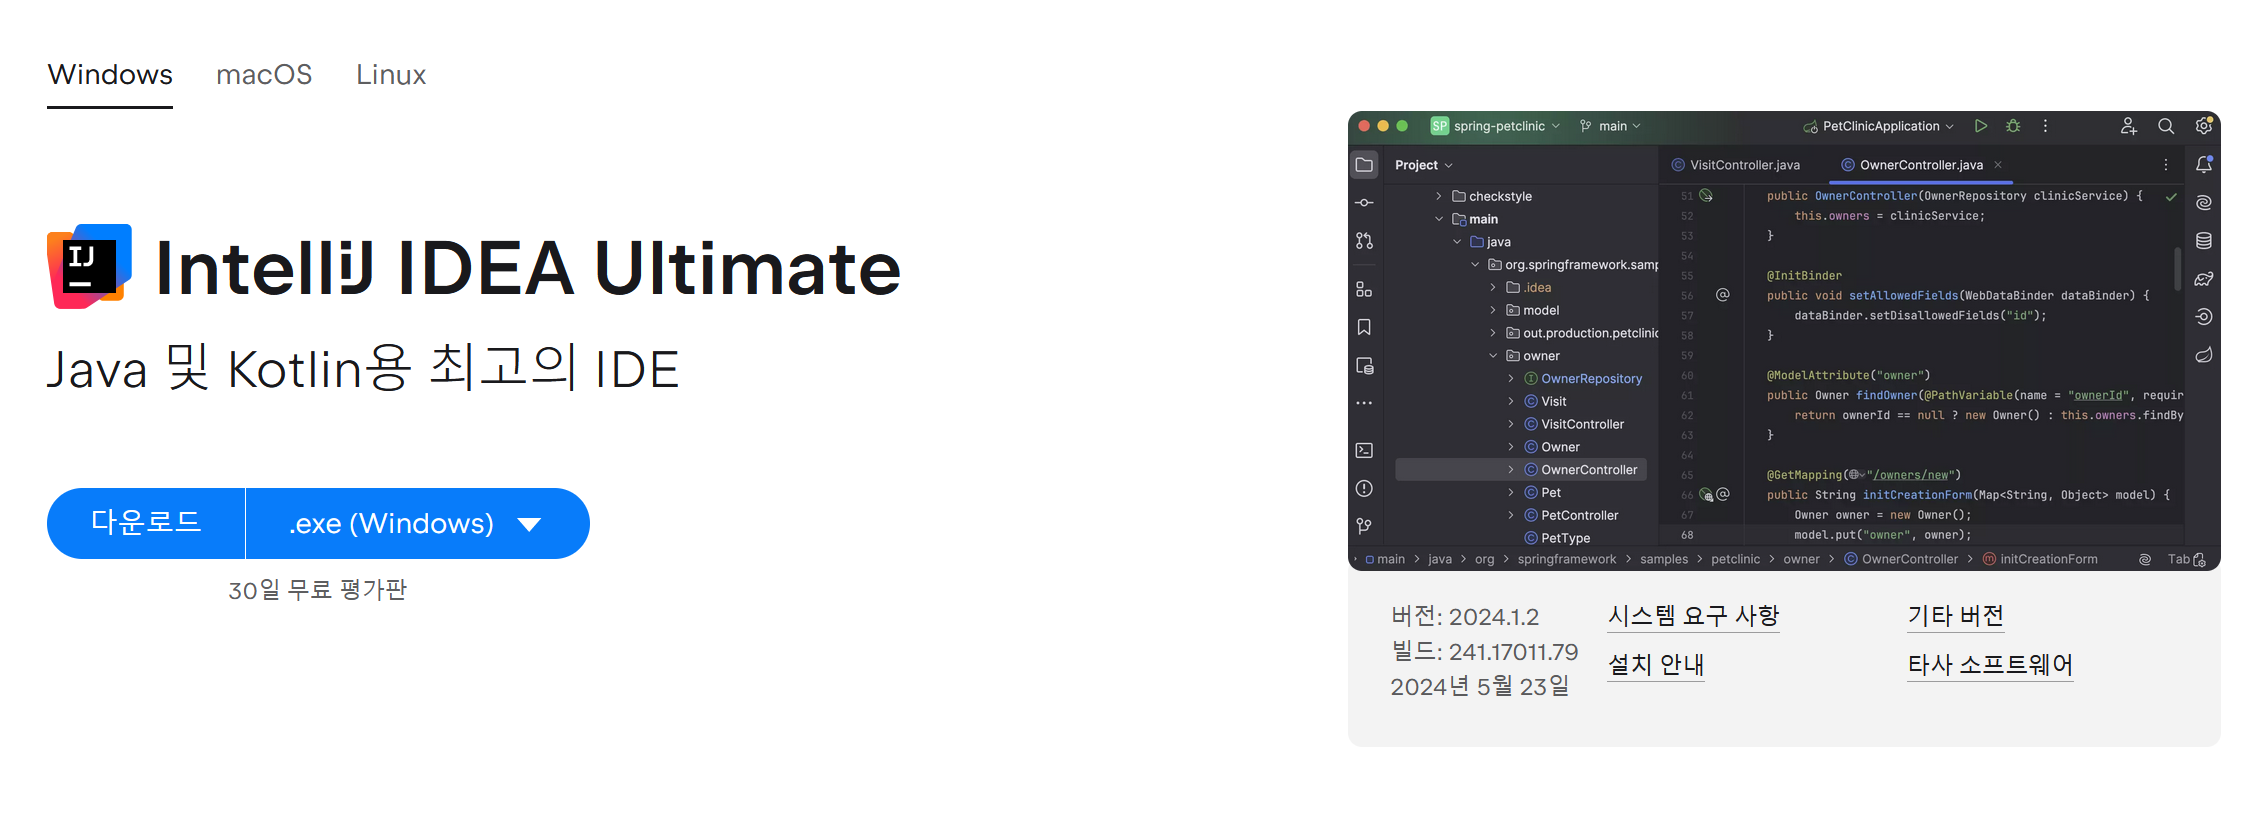 Windows macOS Linux
IJ
IntelliJ IDEA Ultimate
Java 및 Kotlin용 최고의 IDE
다운로드 .exe (Windows)
30일 무료 평가판
SP spring-petclinic main PetClinicApplication
Project
checkstyle
main
java
org.springframework.samp
.idea
model
out.production.petclinic
owner
OwnerRepository
Visit
VisitController
Owner
OwnerController
Pet
PetController
PetType
VisitController.java OwnerController.java
51 public OwnerController(OwnerRepository clinicService) {
52 this.owners = clinicService;
53 }
54
55 @InitBinder
56 public void setAllowedFields(WebDataBinder dataBinder) {
57 dataBinder.setDisallowedFields("id");
58 }
59
60 @ModelAttribute("owner")
61 public Owner findOwner(@PathVariable(name = "ownerId", requir
62 return ownerId == null ? new Owner() : this.owners.findBy
63 }
64
65 @GetMapping("/owners/new")
66 public String initCreationForm(Map<String, Object> model) {
67 Owner owner = new Owner();
68 model.put("owner", owner);
main > java > org > springframework > samples > petclinic > owner > OwnerController > initCreationForm Tab
버전: 2024.1.2
빌드: 241.17011.79
2024년 5월 23일
시스템 요구 사항
설치 안내
기타 버전
타사 소프트웨어